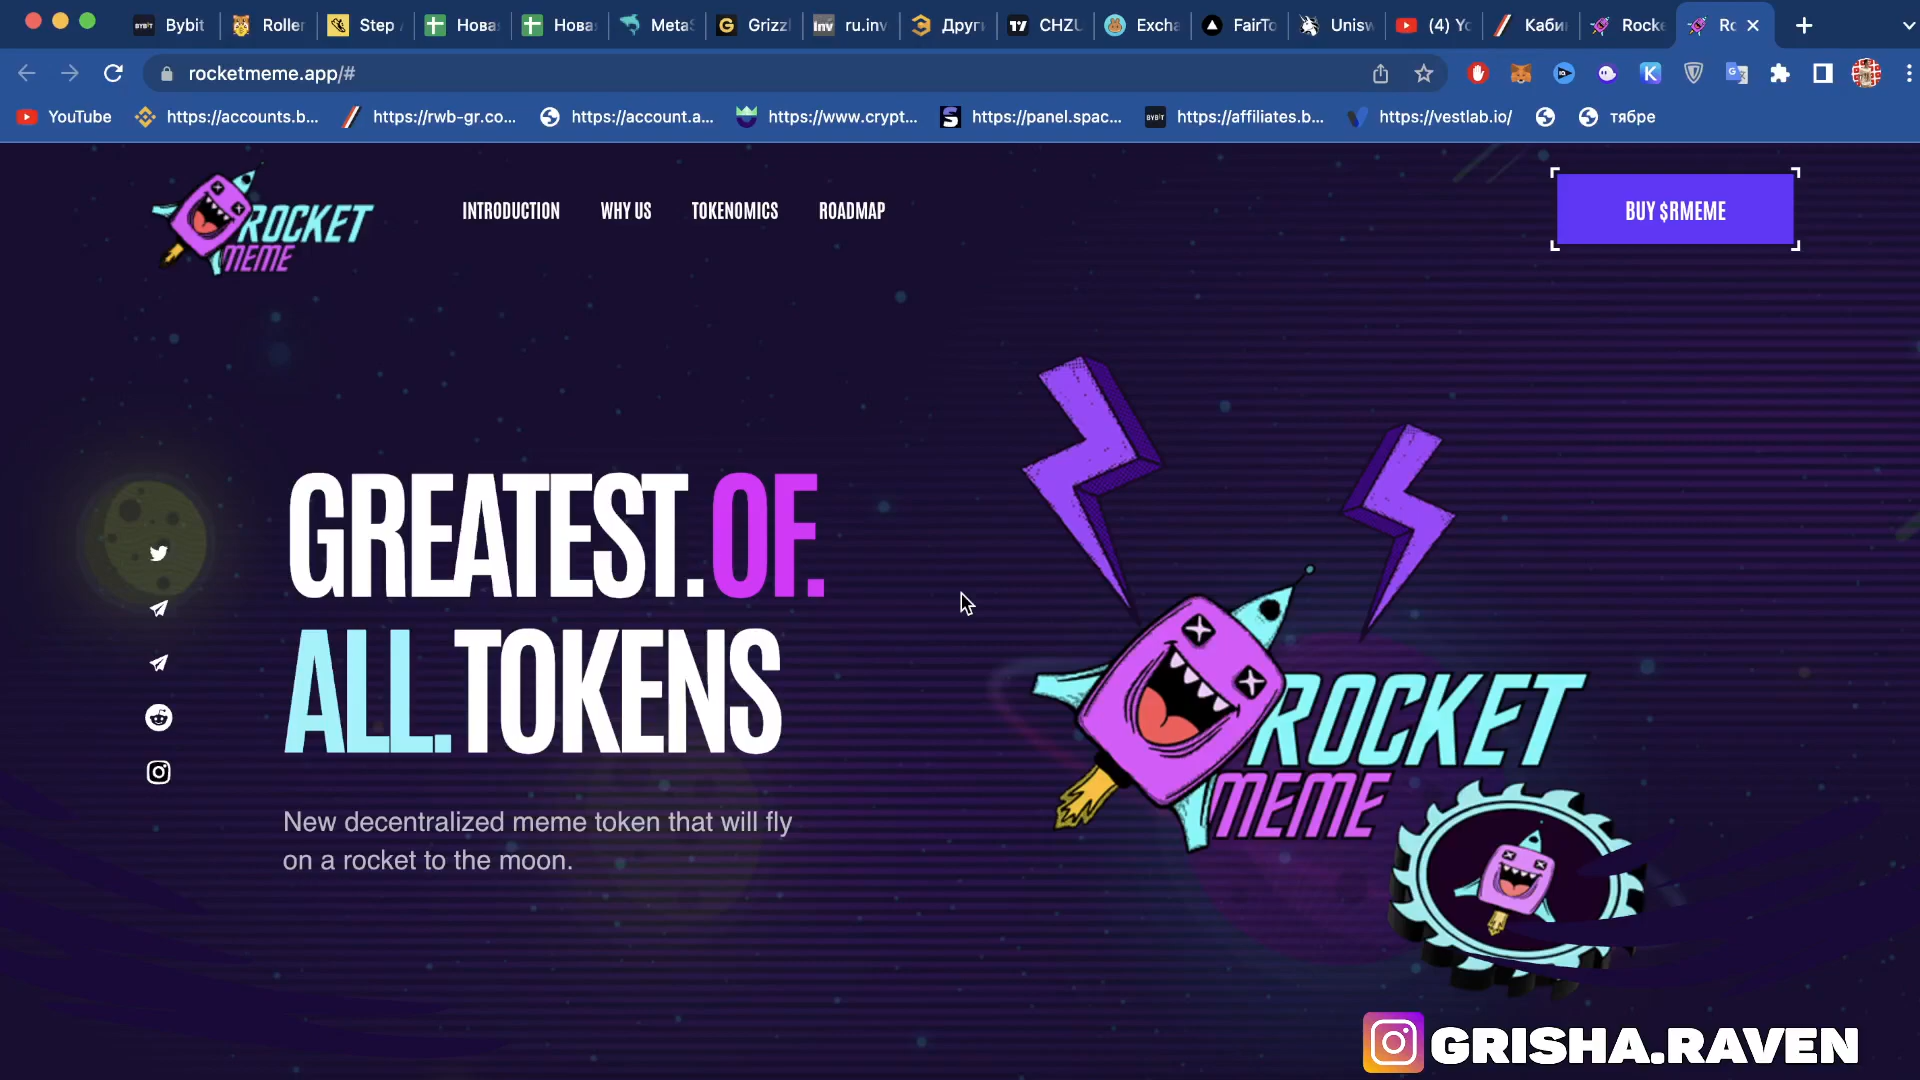 Bybit
Roller
Step
Нова
Нова
Meta
Grizz
Inv
ru.inv
Други
CHZU
Excha
FairTo
Unisw
(4) Yo
Каби
Rocke
Ro
rocketmeme.app/#
YouTube
https://accounts.b...
https://rwb-gr.co...
https://account.a...
https://www.crypt...
https://panel.spac...
BYBIT
https://affiliates.b...
https://vestlab.io/
тябре
ROCKET
MEME
INTRODUCTION
WHY US
TOKENOMICS
ROADMAP
BUY $RMEME
GREATEST.OF.
ALL.TOKENS
New decentralized meme token that will fly
on a rocket to the moon.
ROCKET
MEME
GRISHA.RAVEN